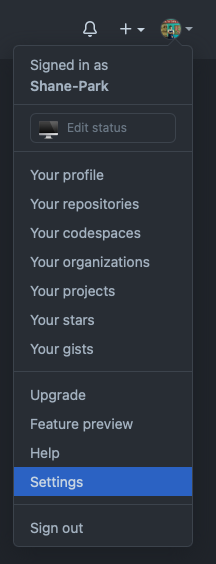 Signed in as
Shane-Park
Edit status
Your profile
Your repositories
Your codespaces
Your organizations
Your projects
Your stars
Your gists
Upgrade
Feature preview
Help
Settings
Sign out